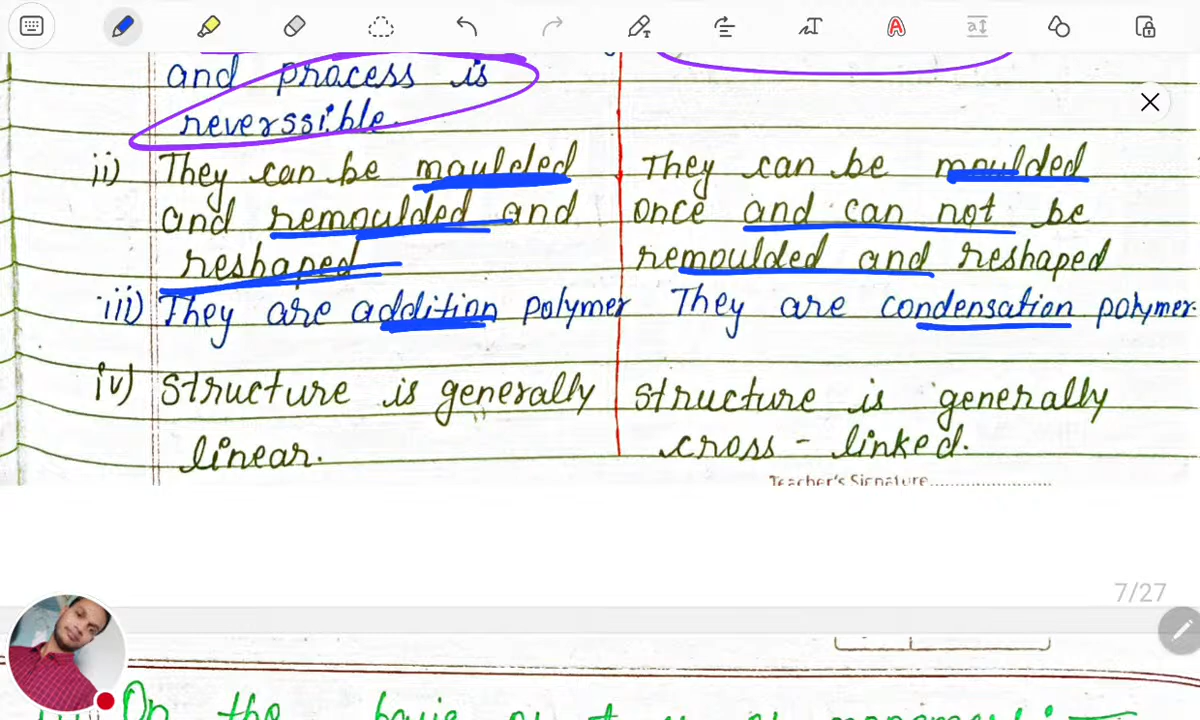 and process is
reverssible.
ii) They can be moulded
and remoulded and
reshaped
They can be moulded
once and can not be
remoulded and reshaped
iii) They are addition polymer
They are condensation polymer.
iv) Structure is generally
linear.
Structure is generally
cross - linked.
Teacher's Signature
7/27
On the